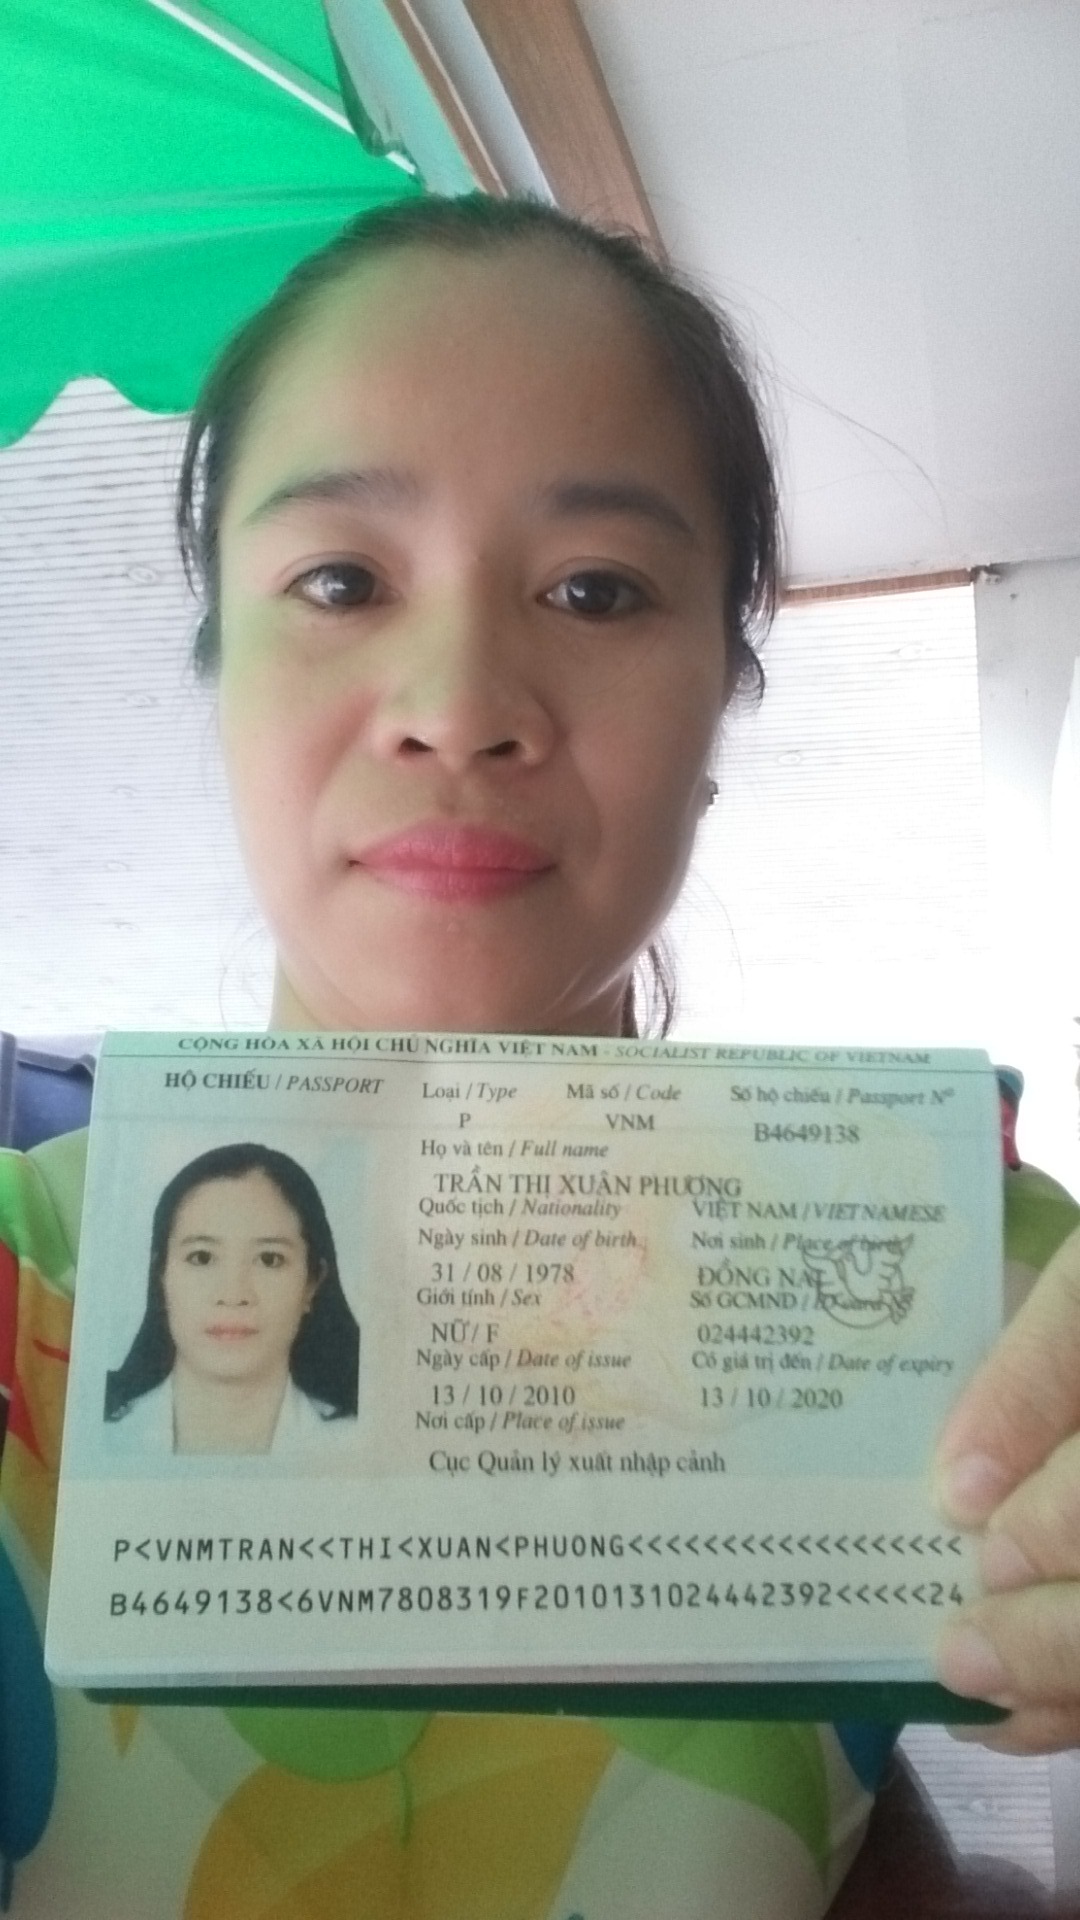 CỘNG HÒA XÃ HỘI CHỦ NGHĨA VIỆT NAM - SOCIALIST REPUBLIC OF VIETNAM
HỘ CHIẾU / PASSPORT
Loại / Type Mã số / Code Số hộ chiếu / Passport Nº
P VNM B4649138
Họ và tên / Full name
TRẦN THỊ XUÂN PHƯƠNG
Quốc tịch / Nationality
VIỆT NAM / VIETNAMESE
Ngày sinh / Date of birth Nơi sinh / Place of birth
31 / 08 / 1978 ĐỒNG NAI
Giới tính / Sex Số GCMND /
NỮ / F 024442392
Ngày cấp / Date of issue Có giá trị đến / Date of expiry
13 / 10 / 2010 13 / 10 / 2020
Nơi cấp / Place of issue
Cục Quản lý xuất nhập cảnh
P<VNMTRAN<<THI<XUAN<PHUONG<<<<<<<<<<<<<<<<<<
B4649138<6VNM7808319F2010131024442392<<<<<24